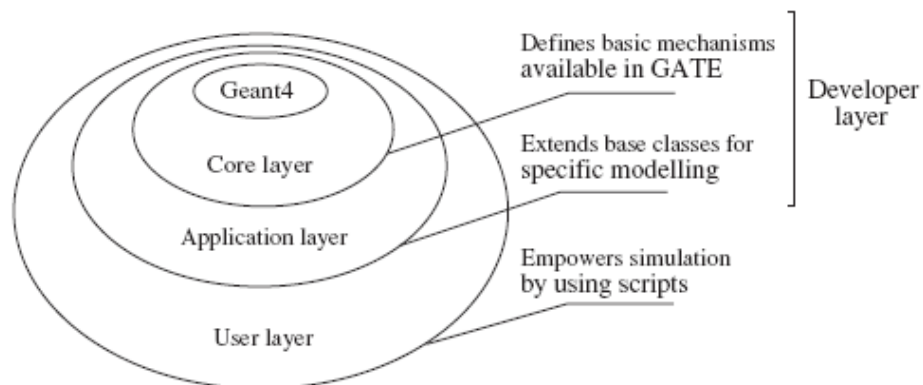 Defines basic mechanisms
available in GATE
Developer
layer
Geant4
Core layer
Extends base classes for
specific modelling
Application layer
Empowers simulation
by using scripts
User layer